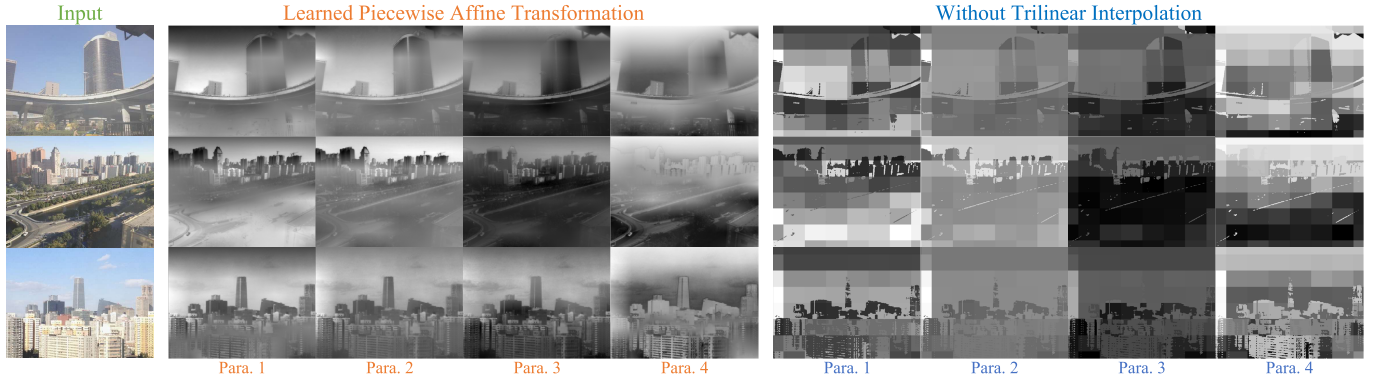 Input
Learned Piecewise Affine Transformation
Without Trilinear Interpolation
Para. 1
Para. 2
Para. 3
Para. 4
Para. 1
Para. 2
Para. 3
Para. 4